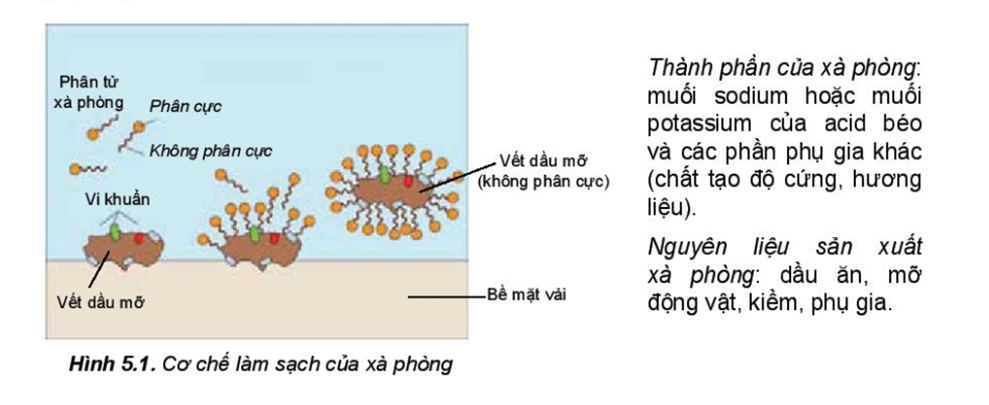 Phân tử
xà phòng
Phân cực
Không phân cực
Vi khuẩn
Vết dầu mỡ
Vết dầu mỡ
(không phân cực)
Bề mặt vải
Hình 5.1. Cơ chế làm sạch của xà phòng
Thành phần của xà phòng:
muối sodium hoặc muối
potassium của acid béo
và các phần phụ gia khác
(chất tạo độ cứng, hương
liệu).
Nguyên liệu sản xuất
xà phòng: dầu ăn, mỡ
động vật, kiềm, phụ gia.